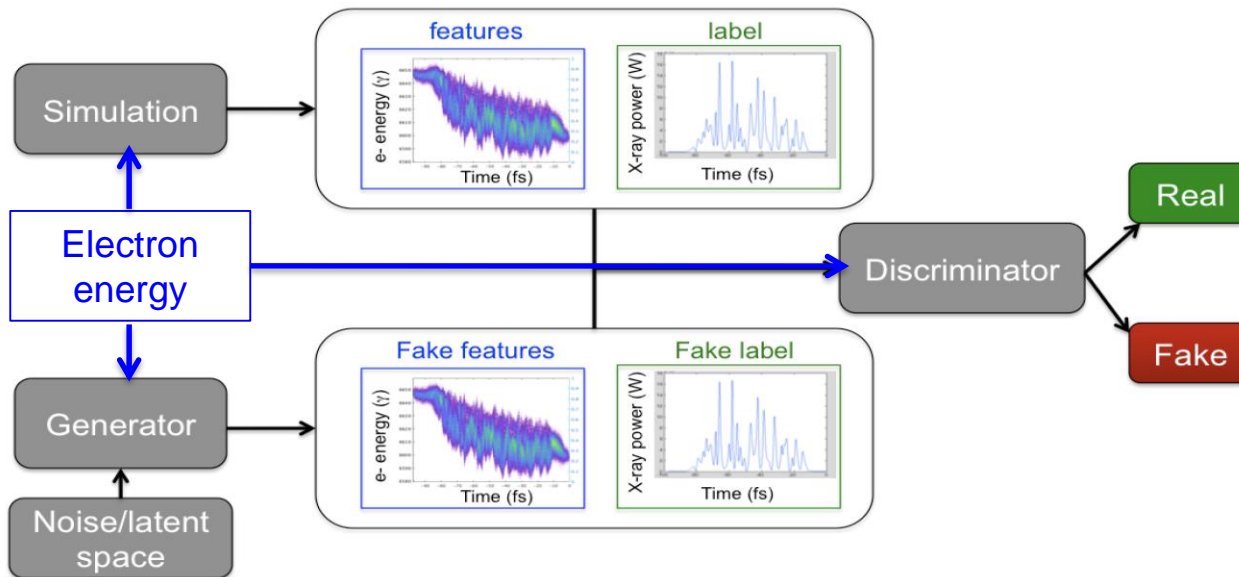 features
label
Simulation
e- energy (γ)
Time (fs)
X-ray power (W)
Time (fs)
Electron
energy
Discriminator
Real
Fake
Fake features
Fake label
Generator
e- energy (γ)
Time (fs)
X-ray power (W)
Time (fs)
Noise/latent
space